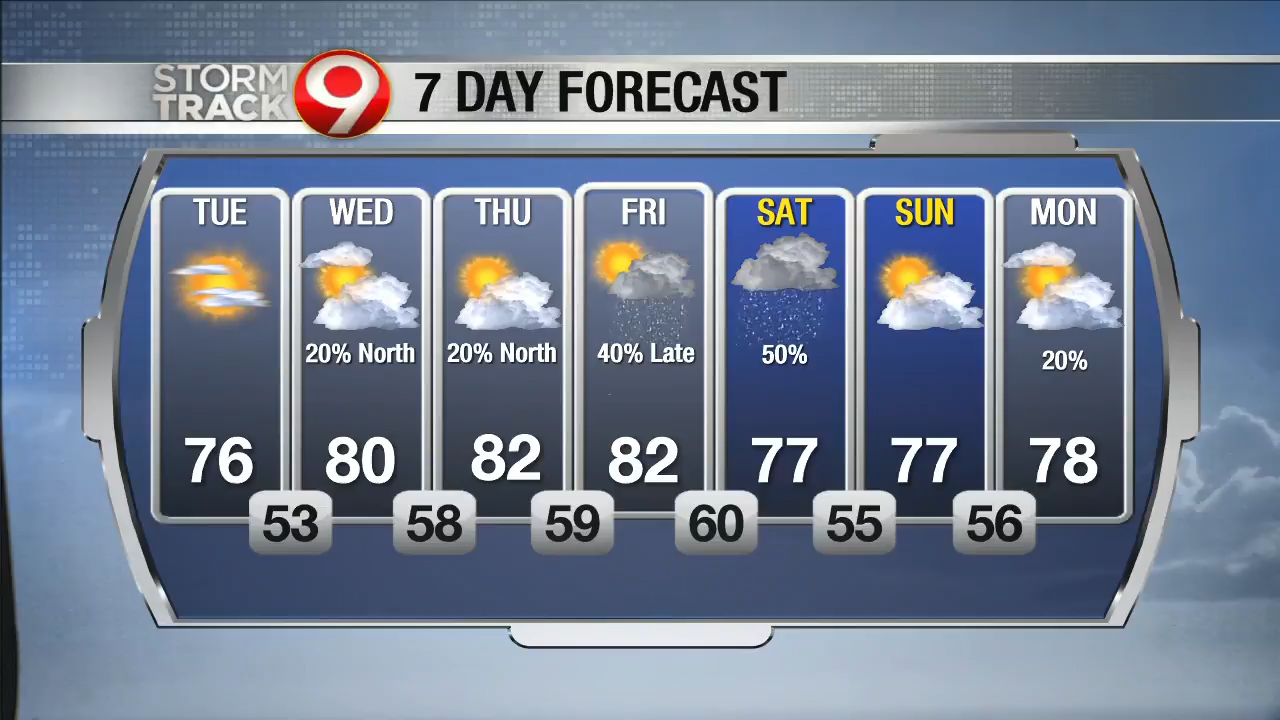 STORM
TRACK
9
7 DAY FORECAST
TUE WED THU FRI SAT SUN MON
20% North 20% North 40% Late 50% 20%
76 80 82 82 77 77 78
53 58 59 60 55 56